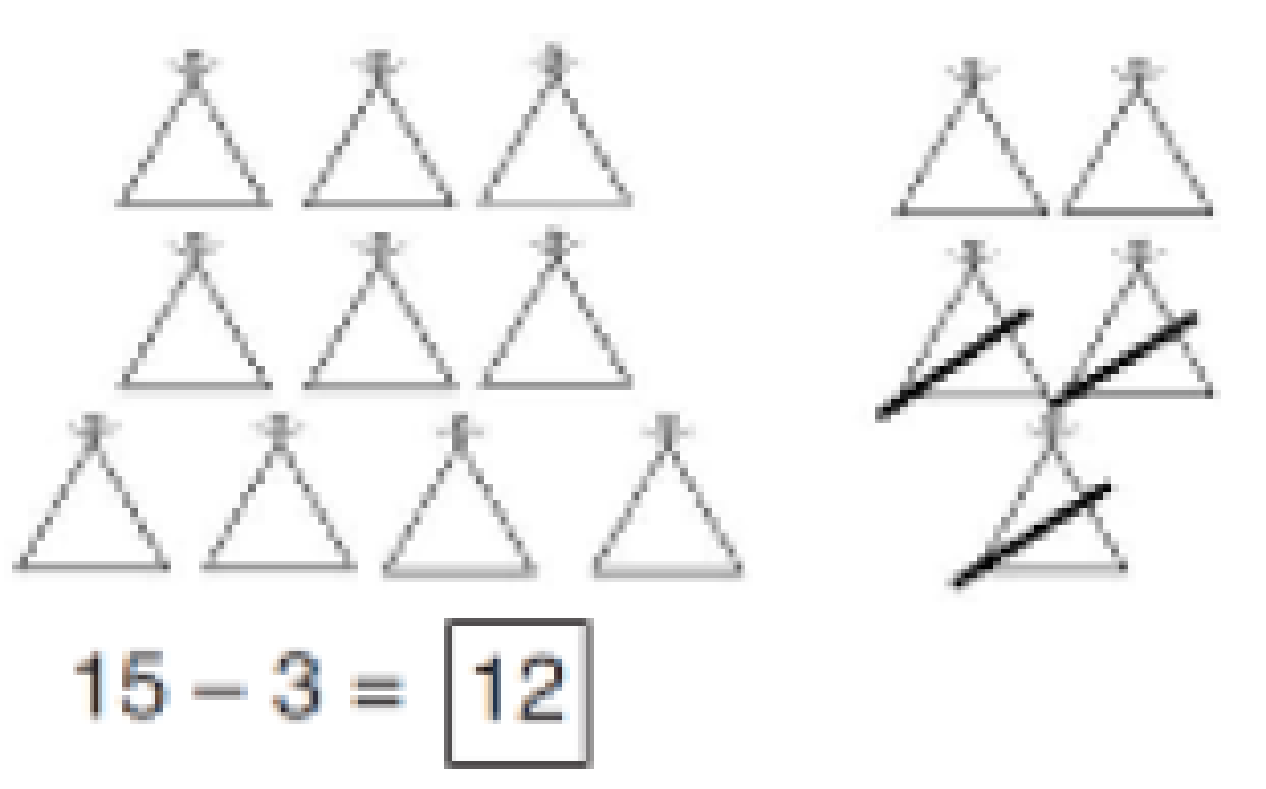 15 – 3 = 12